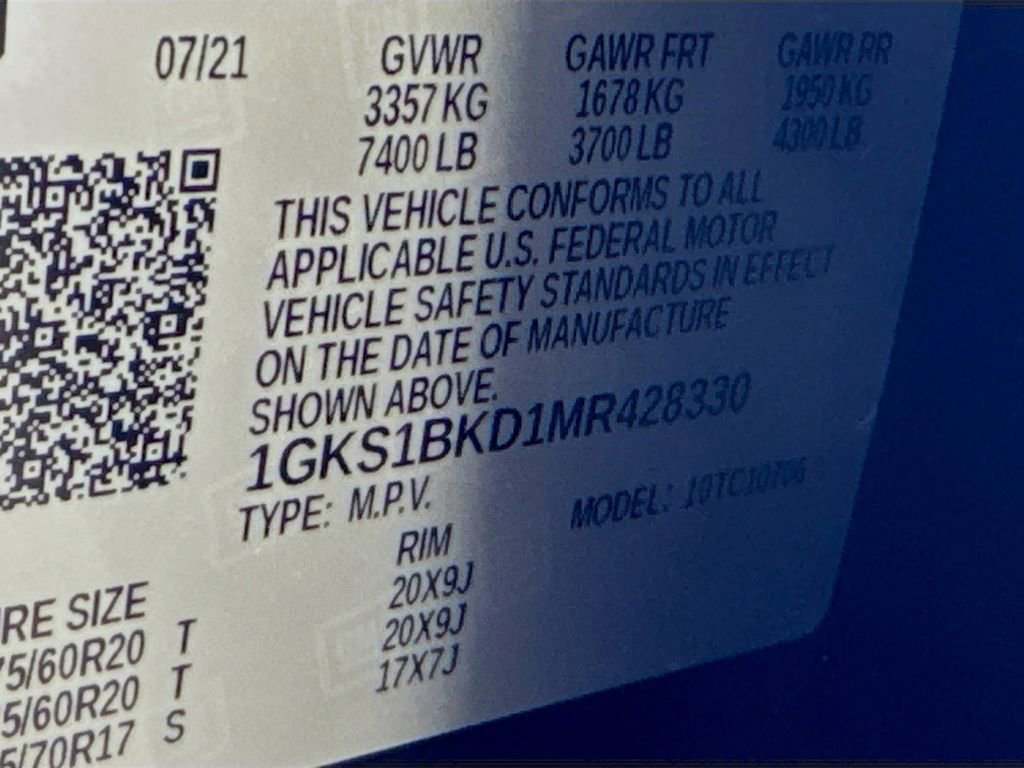 07/21 GVWR GAWR FRT GAWR RR
3357 KG 1678 KG 1950 KG
7400 LB 3700 LB 4300 LB
THIS VEHICLE CONFORMS TO ALL
APPLICABLE U.S. FEDERAL MOTOR
VEHICLE SAFETY STANDARDS IN EFFECT
ON THE DATE OF MANUFACTURE
SHOWN ABOVE.
1GKS1BKD1MR428330
TYPE: M.P.V. MODEL:
RE SIZE RIM
75/60R20 T 20X9J
5/60R20 T 20X9J
5/70R17 S 17X7J